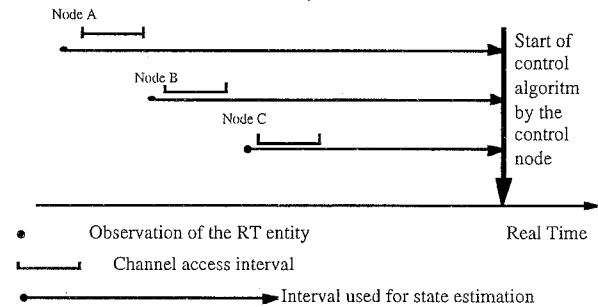 Node A
Node B
Node C
Start of
control
algoritm
by the
control
node
Real Time
Observation of the RT entity
Channel access interval
Interval used for state estimation